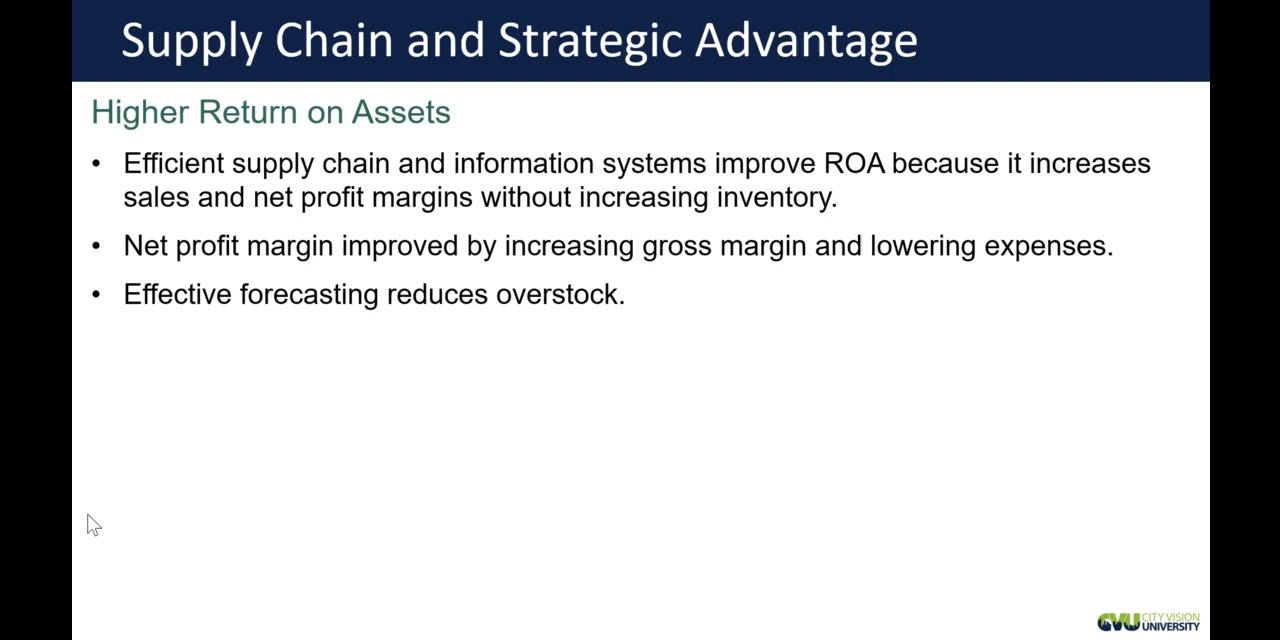 Supply Chain and Strategic Advantage
Higher Return on Assets
• Efficient supply chain and information systems improve ROA because it increases
sales and net profit margins without increasing inventory.
• Net profit margin improved by increasing gross margin and lowering expenses.
• Effective forecasting reduces overstock.
CVU CITY VISION
UNIVERSITY